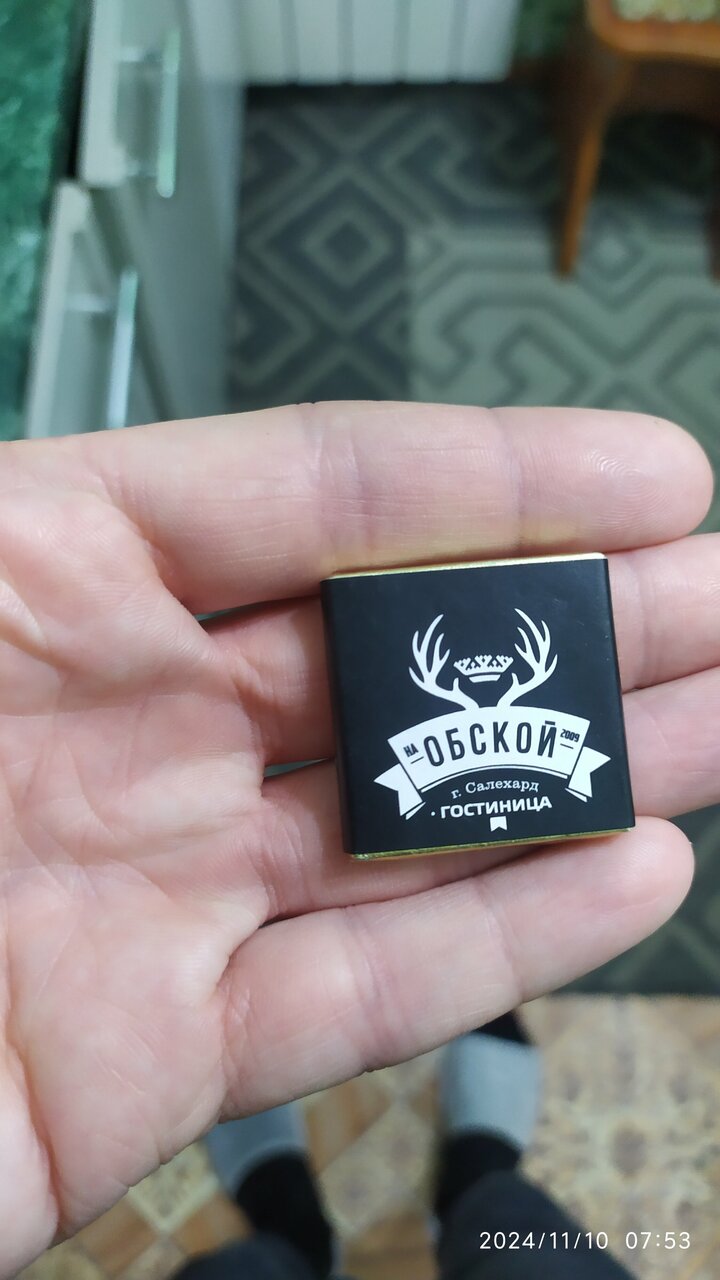 НА ОБСКОЙ 2009
г. Салехард
• ГОСТИНИЦА
2024/11/10 07:53